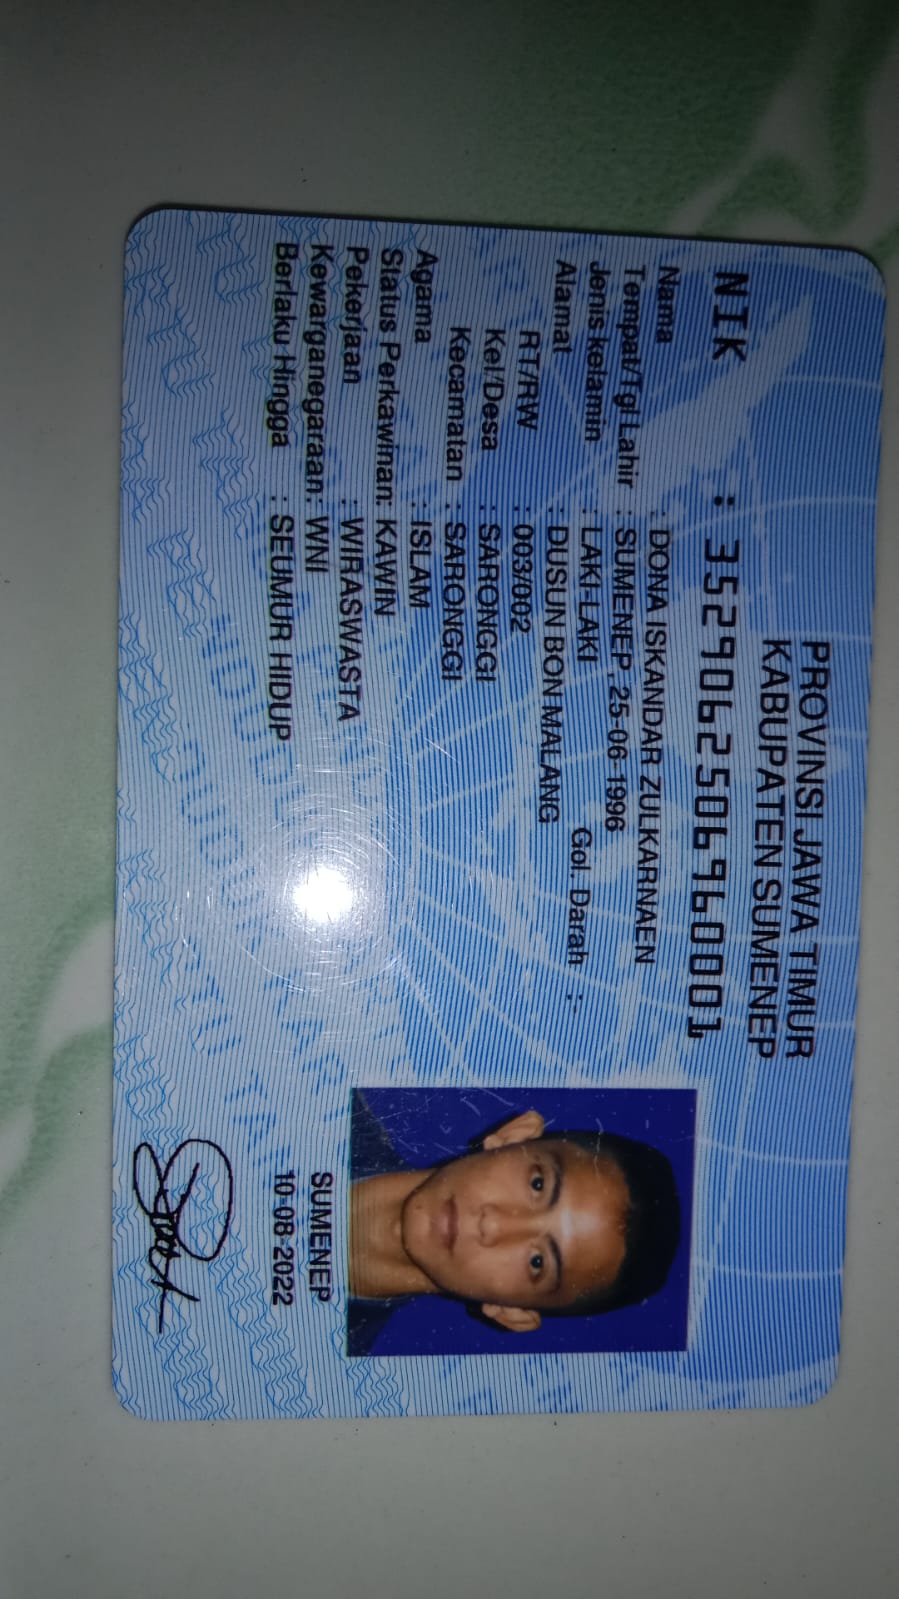 PROVINSI JAWA TIMUR
KABUPATEN SUMENEP
NIK : 3529062506960001
Nama : DONA ISKANDAR ZULKARNAEN
Tempat/Tgl Lahir : SUMENEP, 25-06-1996
Jenis kelamin : LAKI-LAKI Gol. Darah : -
Alamat : DUSUN BON MALANG
RT/RW : 003/002
Kel/Desa : SARONGGI
Kecamatan : SARONGGI
Agama : ISLAM
Status Perkawinan: KAWIN
Pekerjaan : WIRASWASTA
Kewarganegaraan: WNI
Berlaku Hingga : SEUMUR HIDUP
SUMENEP
10-08-2022